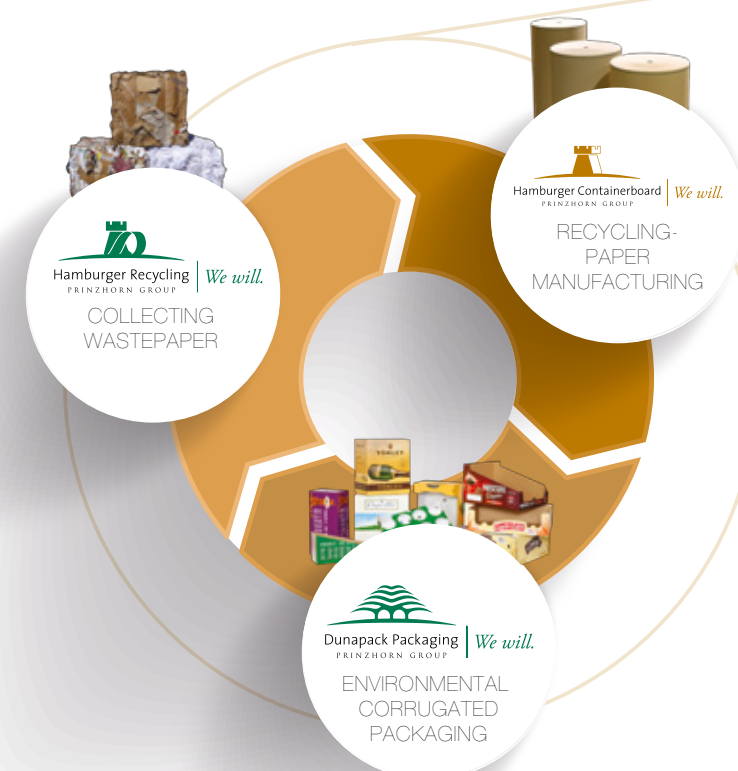 Hamburger Containerboard We will.
PRINZHORN GROUP
RECYCLING-
PAPER
MANUFACTURING
Hamburger Recycling We will.
PRINZHORN GROUP
COLLECTING
WASTEPAPER
Dunapack Packaging We will.
PRINZHORN GROUP
ENVIRONMENTAL
CORRUGATED
PACKAGING